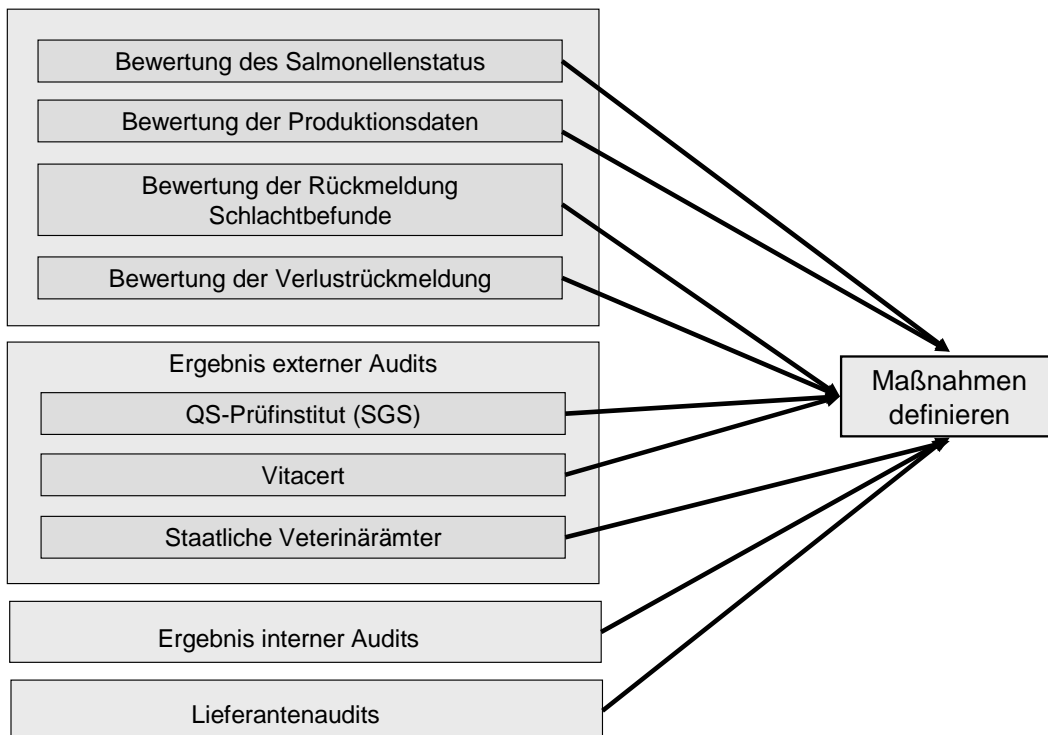 Bewertung des Salmonellenstatus
Bewertung der Produktionsdaten
Bewertung der Rückmeldung
Schlachtbefunde
Bewertung der Verlustrückmeldung
Ergebnis externer Audits
QS-Prüfinstitut (SGS)
Vitacert
Staatliche Veterinärämter
Ergebnis interner Audits
Lieferantenaudits
Maßnahmen
definieren